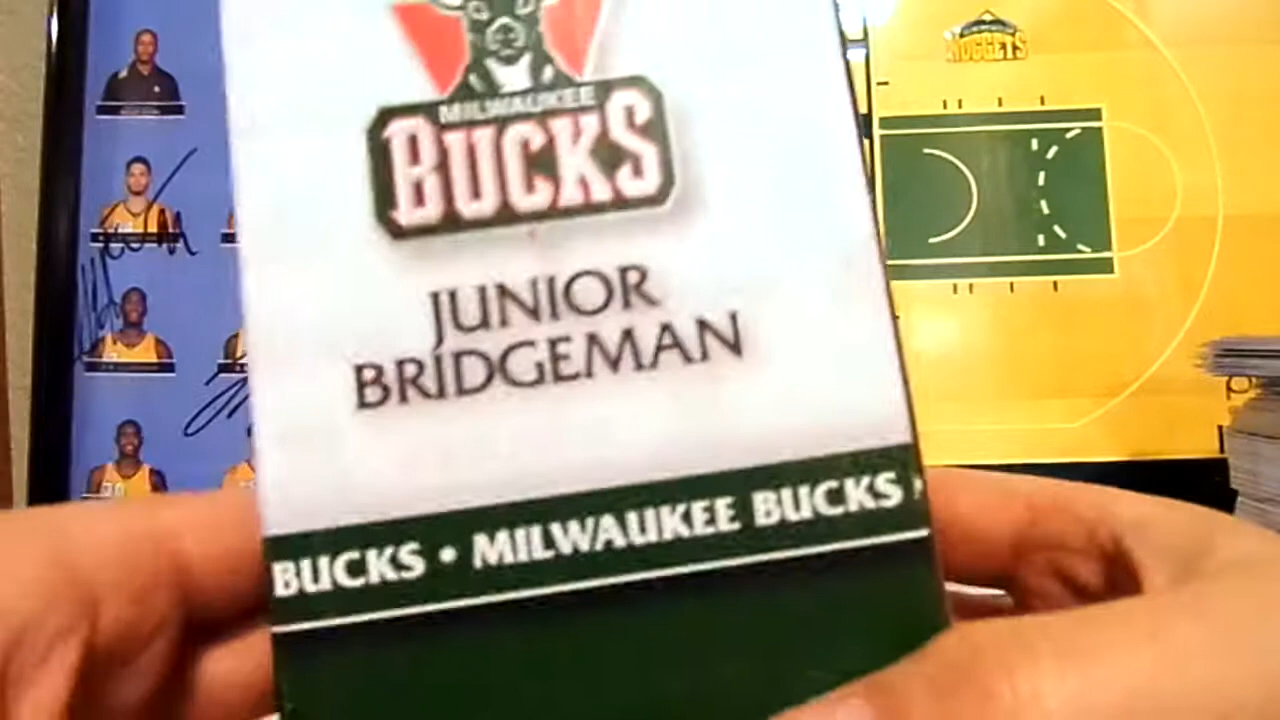 NUGGETS
MILWAUKEE
BUCKS
JUNIOR
BRIDGEMAN
BUCKS • MILWAUKEE BUCKS